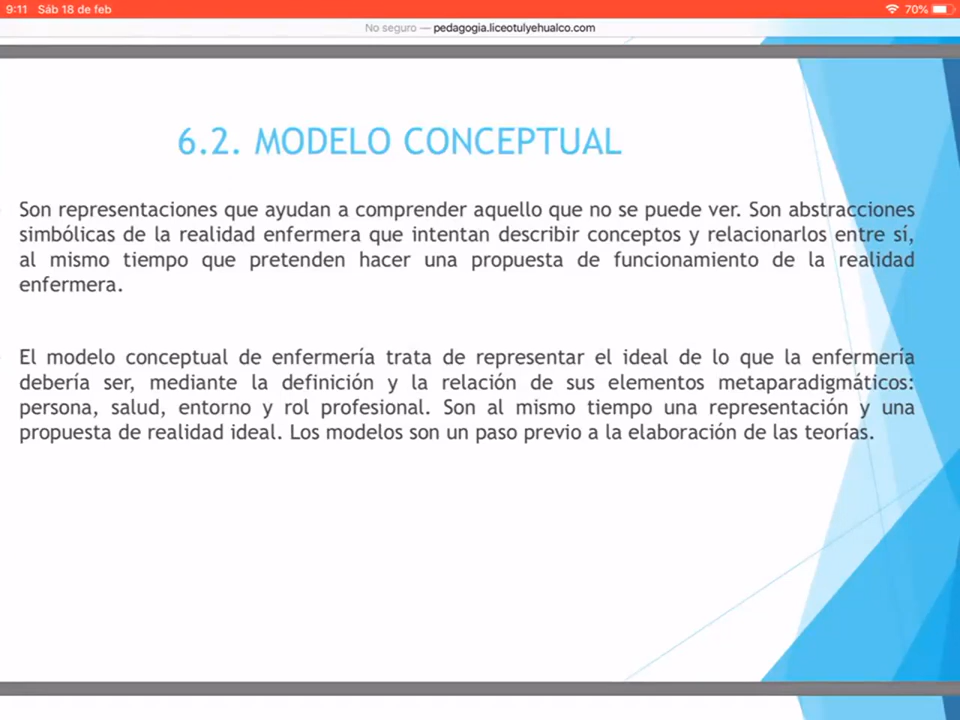 9:11 Sáb 18 de feb 70%
No seguro — pedagogia.liceotulyehualco.com
6.2. MODELO CONCEPTUAL
Son representaciones que ayudan a comprender aquello que no se puede ver. Son abstracciones
simbólicas de la realidad enfermera que intentan describir conceptos y relacionarlos entre sí,
al mismo tiempo que pretenden hacer una propuesta de funcionamiento de la realidad
enfermera.
El modelo conceptual de enfermería trata de representar el ideal de lo que la enfermería
debería ser, mediante la definición y la relación de sus elementos metaparadigmáticos:
persona, salud, entorno y rol profesional. Son al mismo tiempo una representación y una
propuesta de realidad ideal. Los modelos son un paso previo a la elaboración de las teorías.